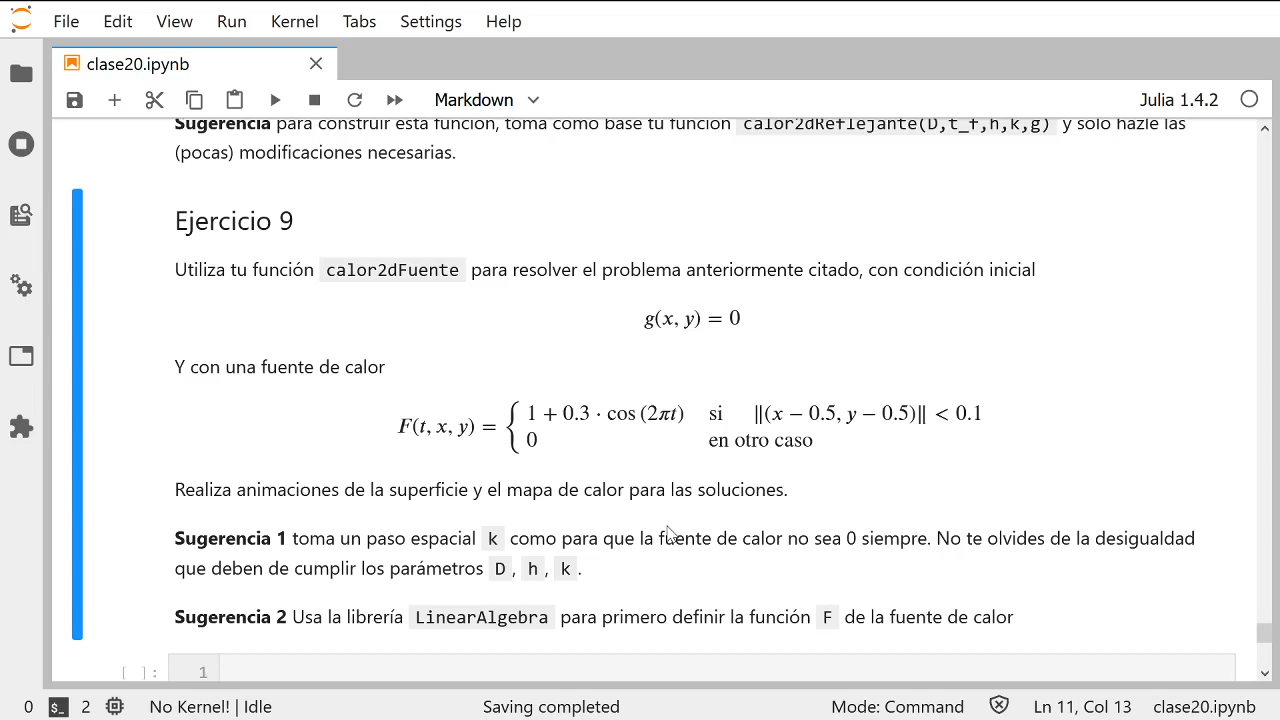 File Edit View Run Kernel Tabs Settings Help
clase20.ipynb
Markdown
Julia 1.4.2
Sugerencia para construir esta función, toma como base tu función calor2dReflejante(D,t_f,h,k,g) y solo hazle las
(pocas) modificaciones necesarias.
Ejercicio 9
Utiliza tu función calor2dFuente para resolver el problema anteriormente citado, con condición inicial
g(x, y) = 0
Y con una fuente de calor
F(t, x, y) = { 1 + 0.3 · cos (2πt) si ‖(x − 0.5, y − 0.5)‖ < 0.1
0 en otro caso
Realiza animaciones de la superficie y el mapa de calor para las soluciones.
Sugerencia 1 toma un paso espacial k como para que la fuente de calor no sea 0 siempre. No te olvides de la desigualdad
que deben de cumplir los parámetros D, h, k.
Sugerencia 2 Usa la librería LinearAlgebra para primero definir la función F de la fuente de calor
[ ]: 1
0 $_ 2 No Kernel! | Idle Saving completed Mode: Command Ln 11, Col 13 clase20.ipynb